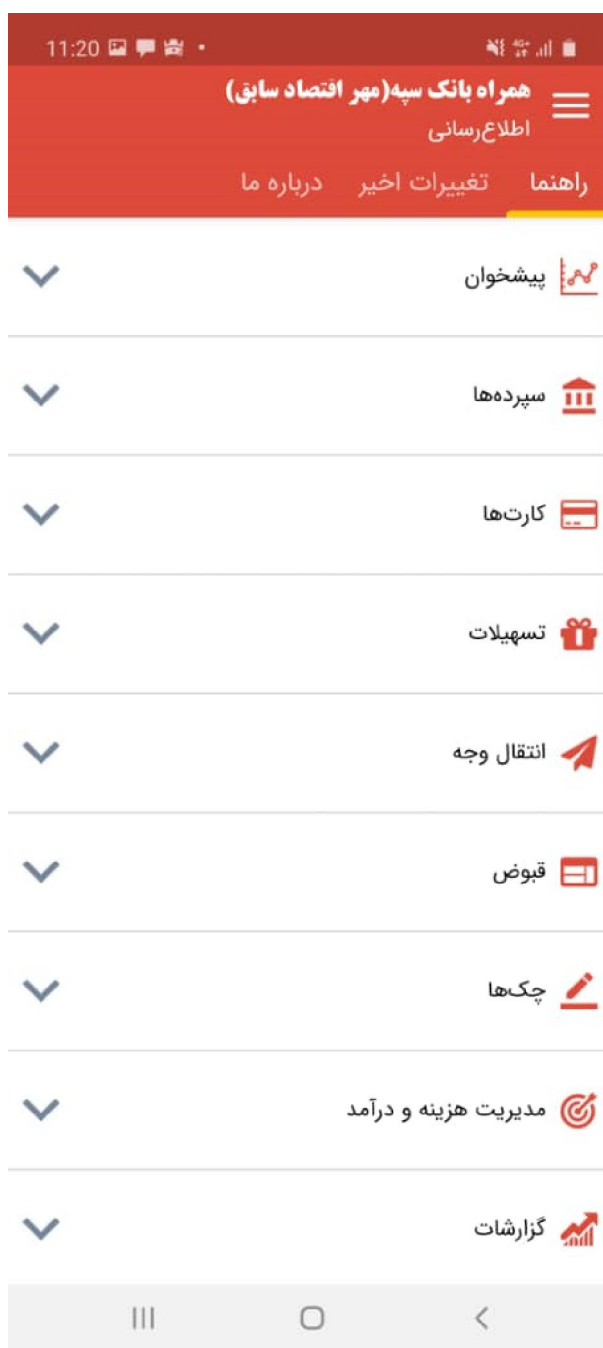 11:20
همراه بانک سپه(مهر اقتصاد سابق)
اطلاع‌رسانی
راهنما تغییرات اخیر درباره ما
پیشخوان
سپرده‌ها
کارت‌ها
تسهیلات
انتقال وجه
قبوض
چک‌ها
مدیریت هزینه و درآمد
گزارشات